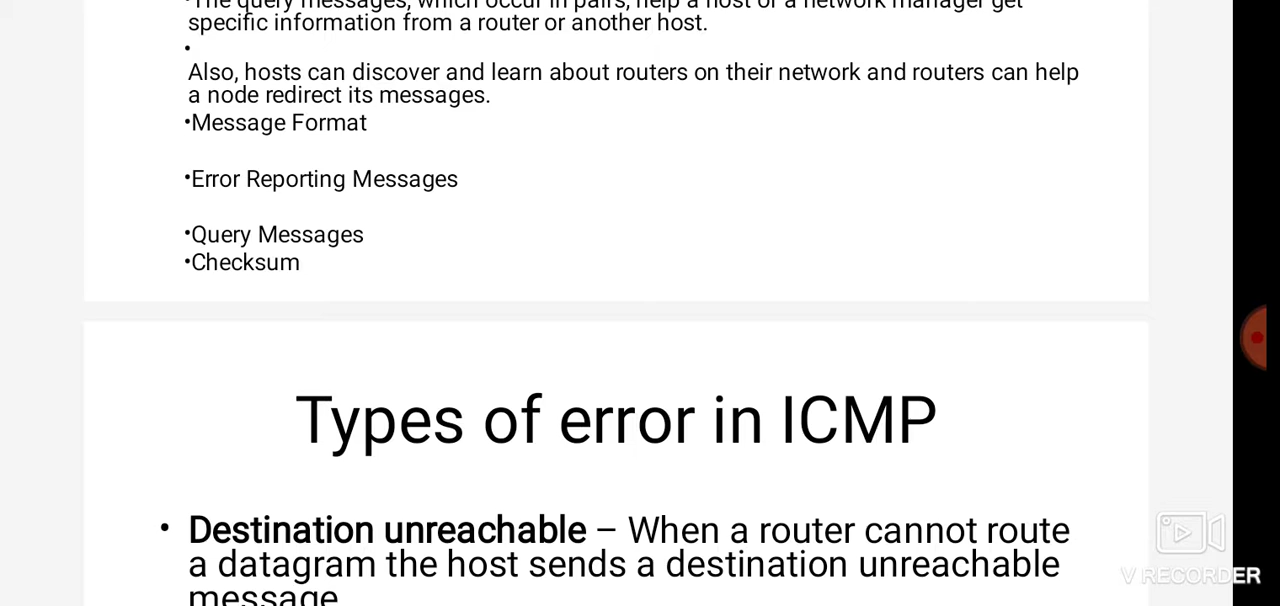 •The query messages, which occur in pairs, help a host or a network manager get
specific information from a router or another host.
•
Also, hosts can discover and learn about routers on their network and routers can help
a node redirect its messages.
•Message Format
•Error Reporting Messages
•Query Messages
•Checksum
Types of error in ICMP
• Destination unreachable – When a router cannot route
a datagram the host sends a destination unreachable
message
V RECORDER